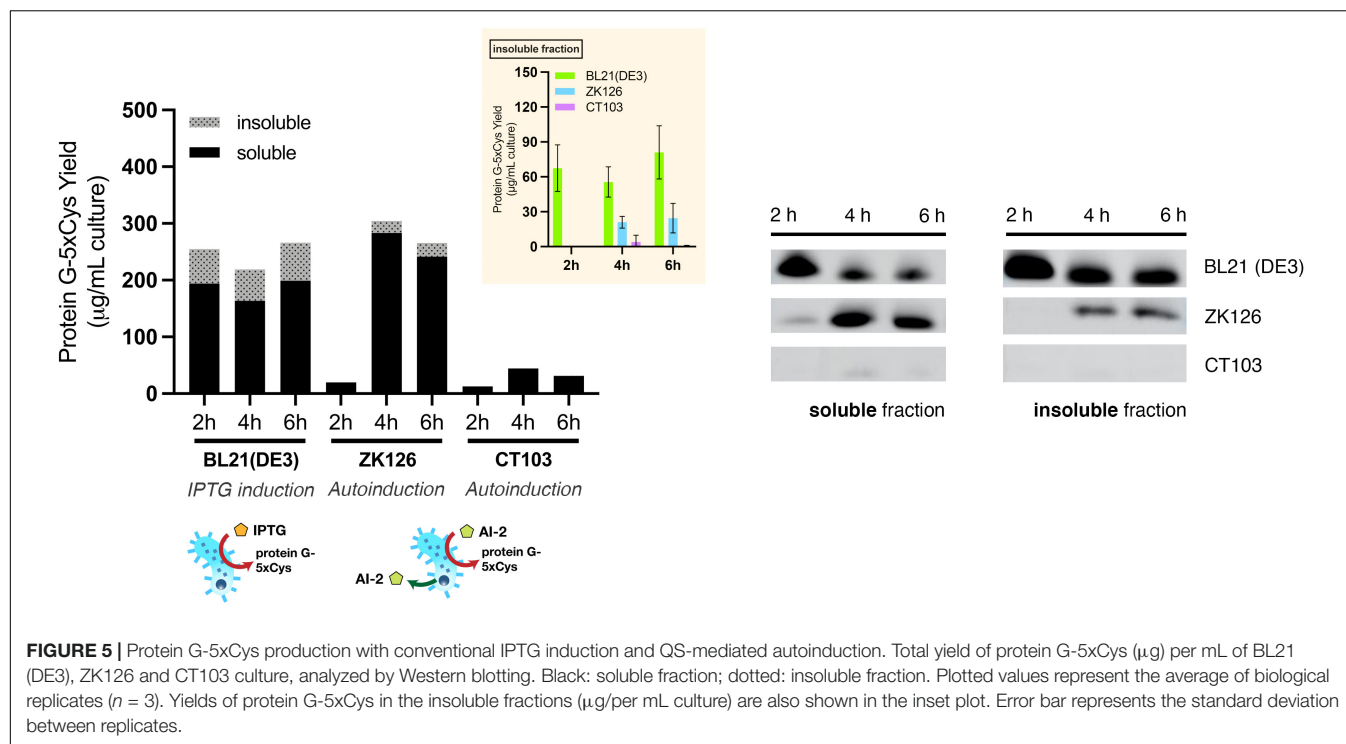 insoluble fraction
Protein G-5xCys Yield
(μg/mL culture)
150
120
90
60
30
0
BL21(DE3)
ZK126
CT103
2h 4h 6h
Protein G-5xCys Yield
(μg/mL culture)
500
400
300
200
100
0
insoluble
soluble
2h 4h 6h 2h 4h 6h 2h 4h 6h
BL21(DE3) ZK126 CT103
IPTG induction Autoinduction Autoinduction
IPTG
protein G-
5xCys
AI-2
protein G-
5xCys
AI-2
2 h 4 h 6 h 2 h 4 h 6 h
BL21 (DE3)
ZK126
CT103
soluble fraction insoluble fraction
FIGURE 5 | Protein G-5xCys production with conventional IPTG induction and QS-mediated autoinduction. Total yield of protein G-5xCys (μg) per mL of BL21
(DE3), ZK126 and CT103 culture, analyzed by Western blotting. Black: soluble fraction; dotted: insoluble fraction. Plotted values represent the average of biological
replicates (n = 3). Yields of protein G-5xCys in the insoluble fractions (μg/per mL culture) are also shown in the inset plot. Error bar represents the standard deviation
between replicates.